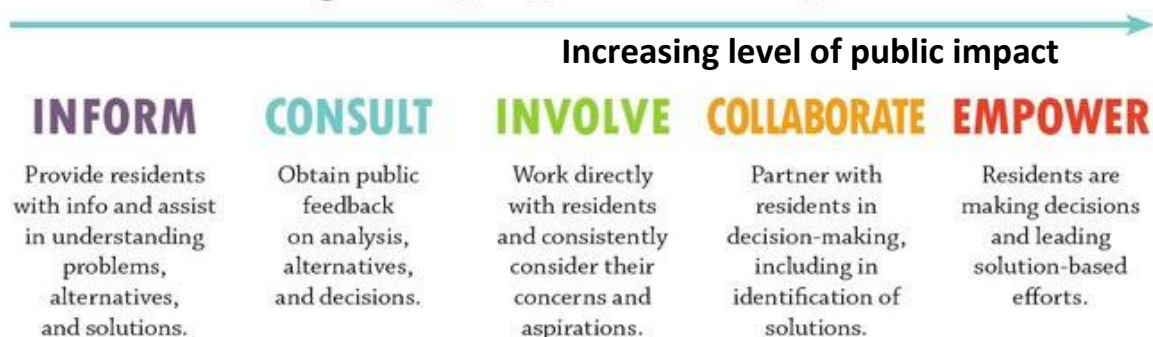 Increasing level of public impact
INFORM
Provide residents
with info and assist
in understanding
problems,
alternatives,
and solutions.
CONSULT
Obtain public
feedback
on analysis,
alternatives,
and decisions.
INVOLVE
Work directly
with residents
and consistently
consider their
concerns and
aspirations.
COLLABORATE
Partner with
residents in
decision-making,
including in
identification of
solutions.
EMPOWER
Residents are
making decisions
and leading
solution-based
efforts.